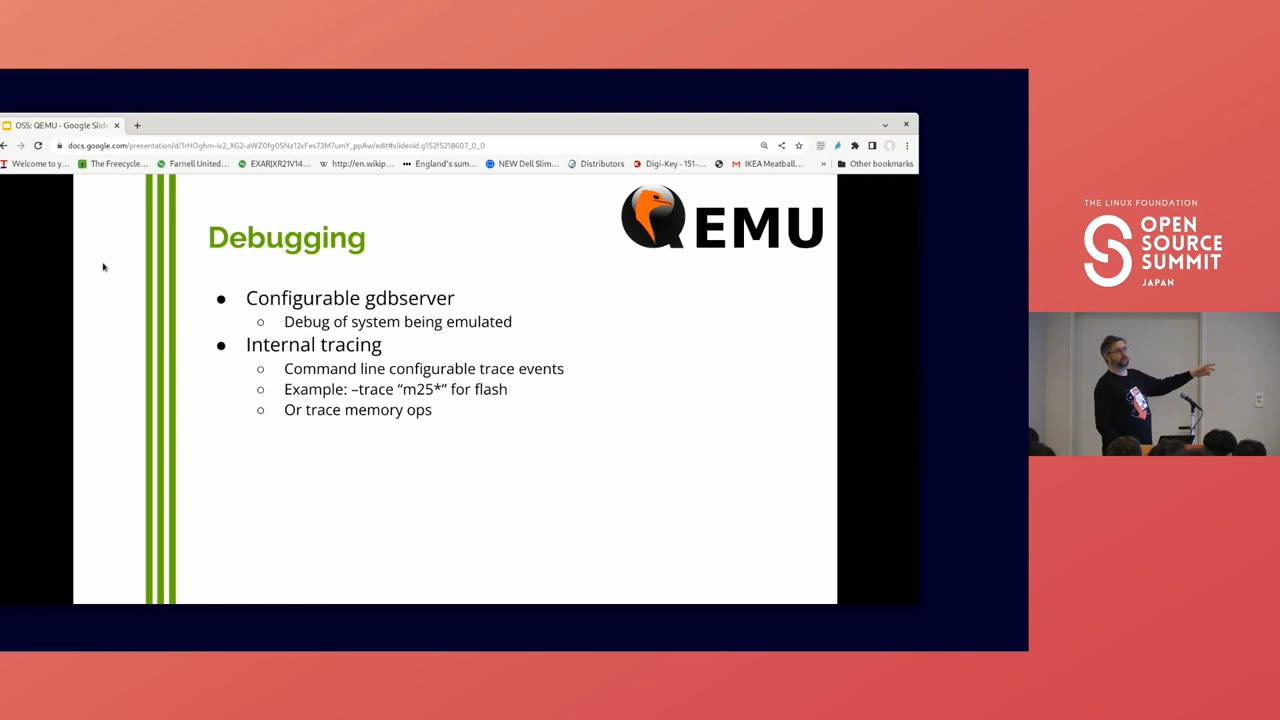 OSS: QEMU - Google Slide
docs.google.com/presentation/d/1rHOghm-ix2_XG2-aWZ0fg0SNz12xFes73M7umY_ppAw/edit#slide=id.g152f5218607_0_0
Welcome to y... The Freecycle... Farnell United... EXAR|XR21V14... http://en.wikip... England's sum... NEW Dell Slim... Distributors Digi-Key - 151-... IKEA Meatball... » Other bookmarks
QEMU
Debugging
● Configurable gdbserver
○ Debug of system being emulated
● Internal tracing
○ Command line configurable trace events
○ Example: –trace “m25*” for flash
○ Or trace memory ops
THE LINUX FOUNDATION
OPEN
SOURCE
SUMMIT
JAPAN